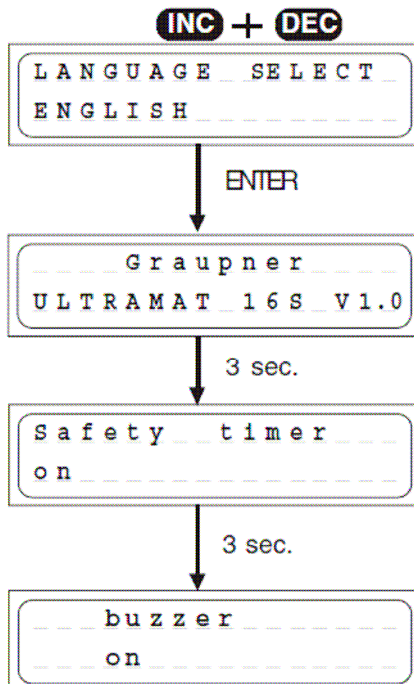 INC + DEC
LANGUAGE SELECT
ENGLISH
ENTER
Graupner
ULTRAMAT 16S V1.0
3 sec.
Safety timer
on
3 sec.
buzzer
on